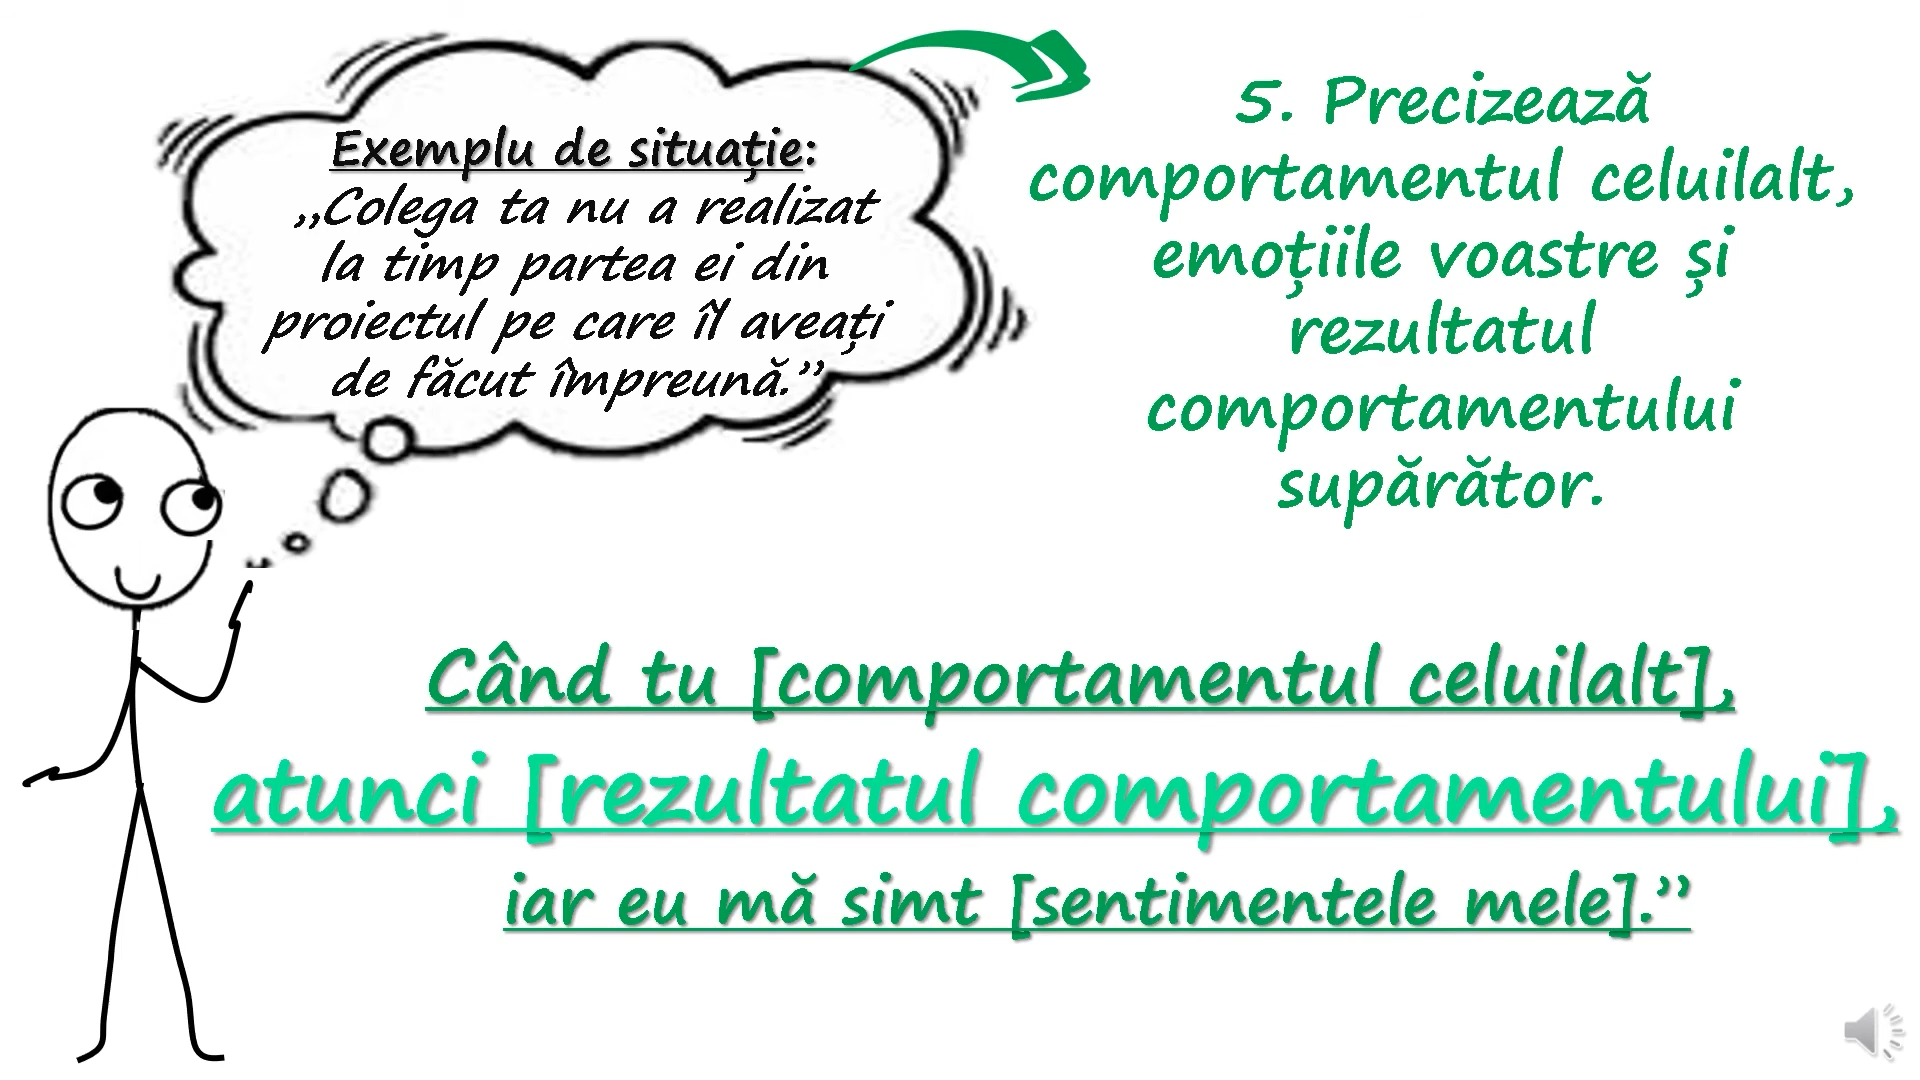 Exemplu de situație:
„Colega ta nu a realizat
la timp partea ei din
proiectul pe care îl aveați
de făcut împreună.”
5. Precizează
comportamentul celuilalt,
emoțiile voastre și
rezultatul
comportamentului
supărător.
Când tu [comportamentul celuilalt],
atunci [rezultatul comportamentului],
iar eu mă simt [sentimentele mele].”